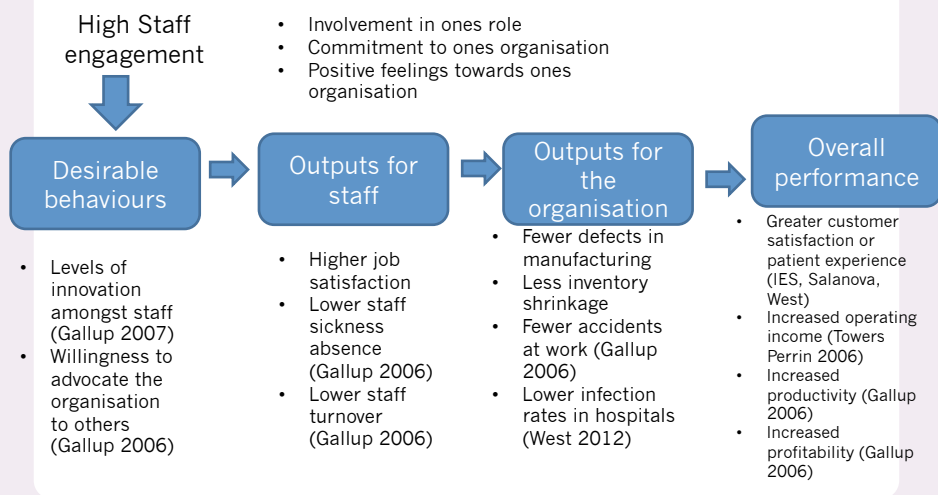 High Staff
engagement
• Involvement in ones role
• Commitment to ones organisation
• Positive feelings towards ones
organisation
Desirable
behaviours
Outputs for
staff
Outputs for
the
organisation
Overall
performance
• Levels of
innovation
amongst staff
(Gallup 2007)
• Willingness to
advocate the
organisation
to others
(Gallup 2006)
• Higher job
satisfaction
• Lower staff
sickness
absence
(Gallup 2006)
• Lower staff
turnover
(Gallup 2006)
• Fewer defects in
manufacturing
• Less inventory
shrinkage
• Fewer accidents
at work (Gallup
2006)
• Lower infection
rates in hospitals
(West 2012)
• Greater customer
satisfaction or
patient experience
(IES, Salanova,
West)
• Increased operating
income (Towers
Perrin 2006)
• Increased
productivity (Gallup
2006)
• Increased
profitability (Gallup
2006)